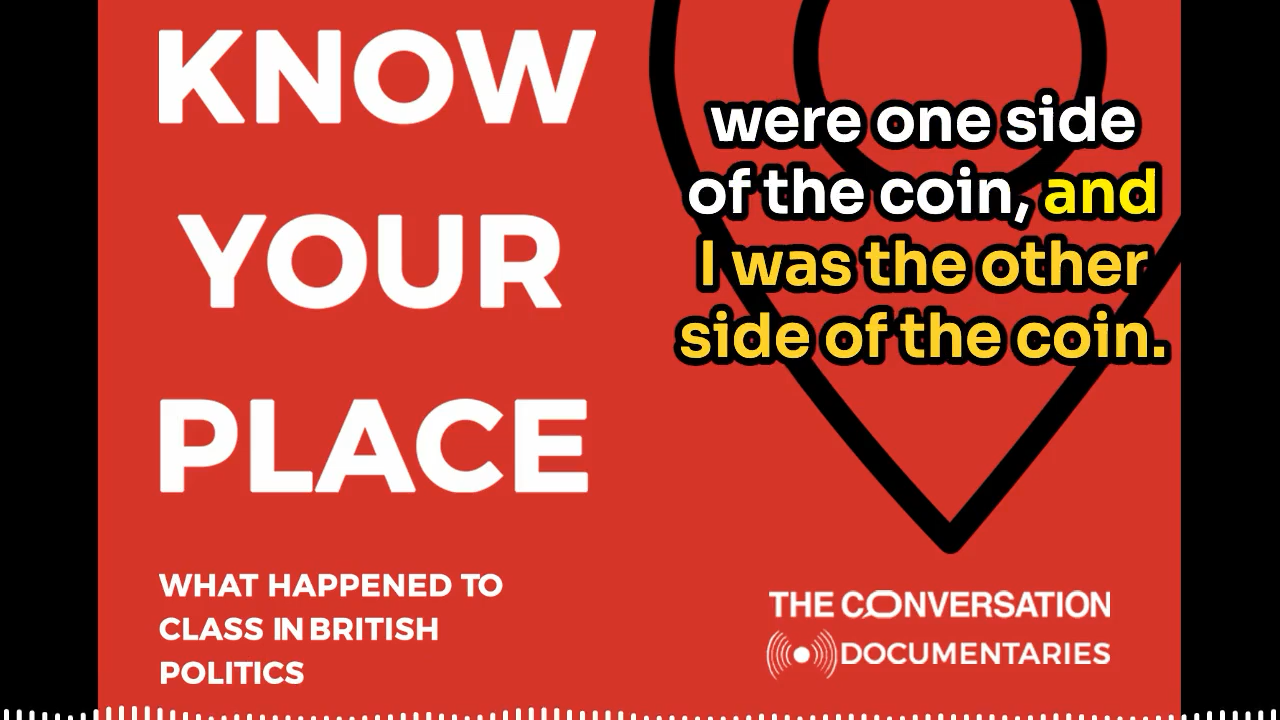 KNOW
YOUR
PLACE
WHAT HAPPENED TO
CLASS IN BRITISH
POLITICS
were one side
of the coin, and
I was the other
side of the coin.
THE CONVERSATION
DOCUMENTARIES